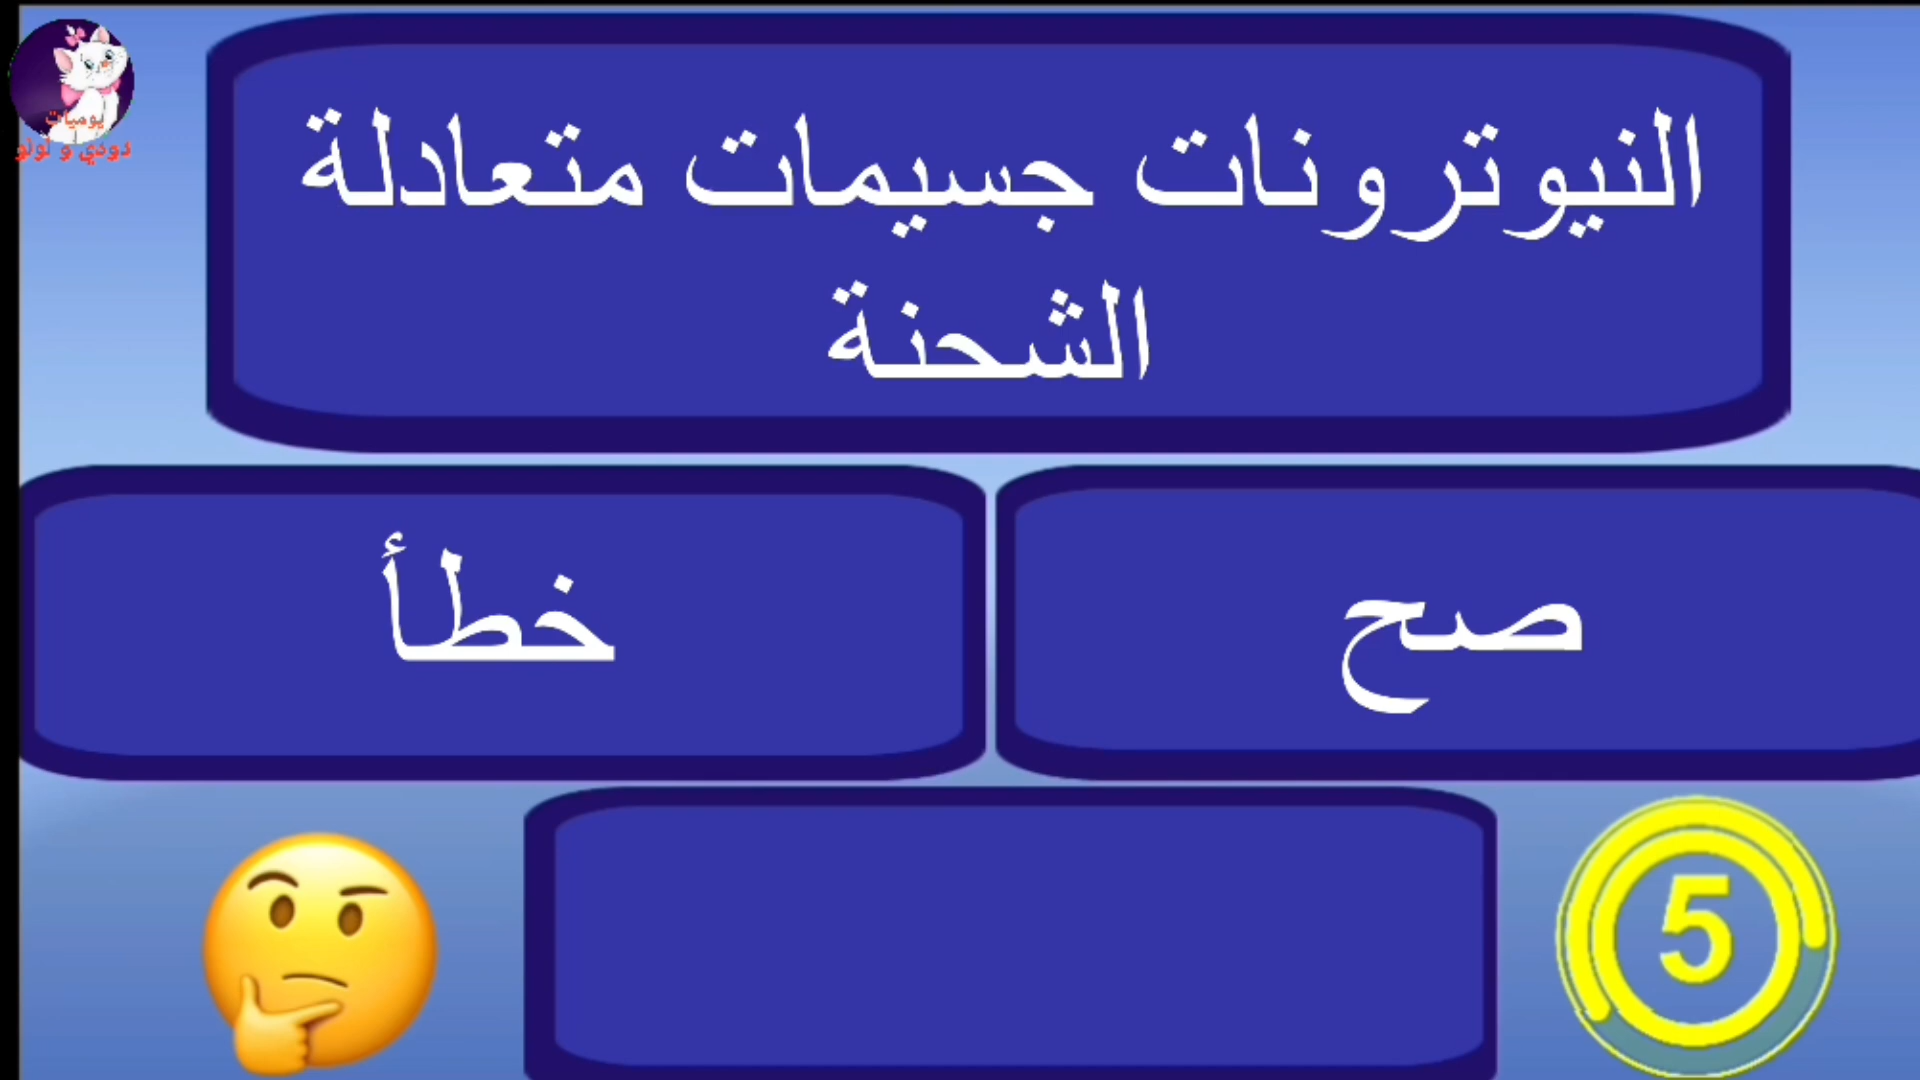 يوميات
دودي و لولو
النيوترونات جسيمات متعادلة
الشحنة
صح
خطأ
5